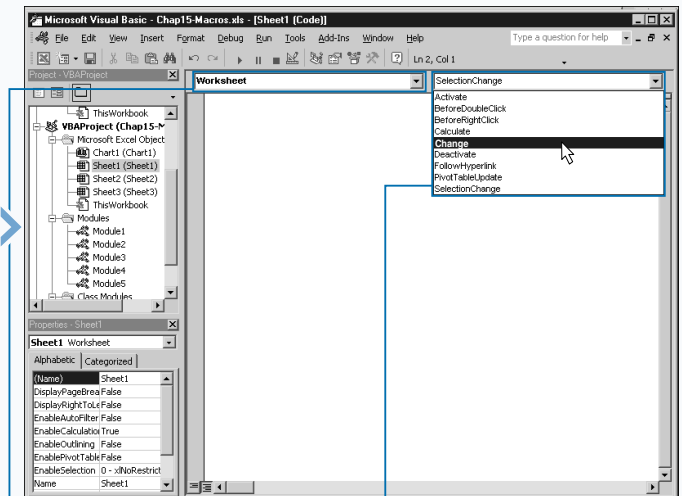 Microsoft Visual Basic - Chap15-Macros.xls - [Sheet1 (Code)]
File Edit View Insert Format Debug Run Tools Add-Ins Window Help
Type a question for help
Ln 2, Col 1
Project - VBAProject
Worksheet
SelectionChange
ThisWorkbook
VBAProject (Chap15-M
Microsoft Excel Object
Chart1 (Chart1)
Sheet1 (Sheet1)
Sheet2 (Sheet2)
Sheet3 (Sheet3)
ThisWorkbook
Modules
Module1
Module2
Module3
Module4
Module5
Class Modules
Activate
BeforeDoubleClick
BeforeRightClick
Calculate
Change
Deactivate
FollowHyperlink
PivotTableUpdate
SelectionChange
Properties - Sheet1
Sheet1 Worksheet
Alphabetic Categorized
(Name) Sheet1
DisplayPageBrea False
DisplayRightToLe False
EnableAutoFilter False
EnableCalculation True
EnableOutlining False
EnablePivotTable False
EnableSelection 0 - xlNoRestrict
Name Sheet1